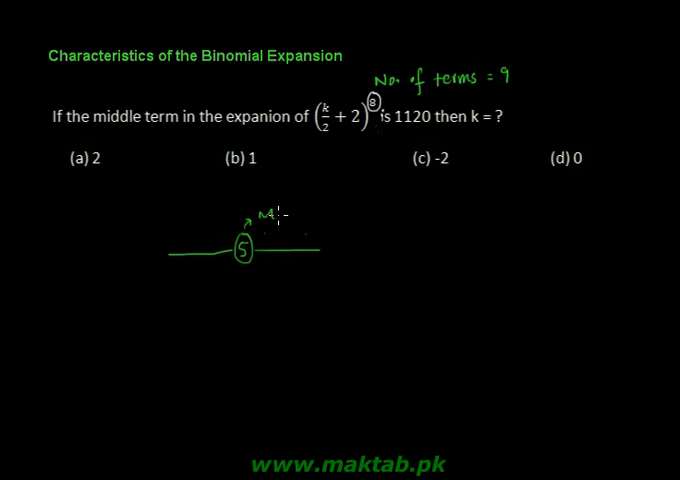 Characteristics of the Binomial Expansion
No. of terms = 9
If the middle term in the expanion of (k/2 + 2)^8 is 1120 then k = ?
(a) 2 (b) 1 (c) -2 (d) 0
5
www.maktab.pk